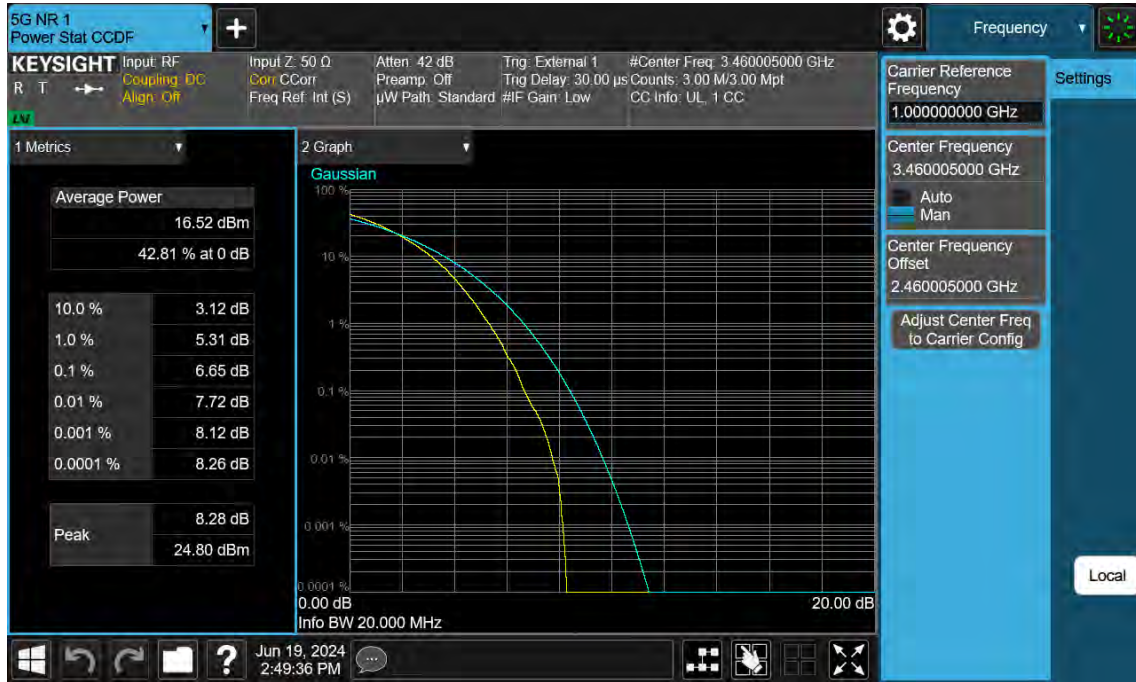 5G NR 1
Power Stat CCDF
+
Frequency
KEYSIGHT
R T
LXI
Input: RF
Coupling: DC
Align: Off
Input Z: 50 Ω
Corr CCorr
Freq Ref: Int (S)
Atten: 42 dB
Preamp: Off
µW Path: Standard
Trig: External 1
Trig Delay: 30.00 µs
#IF Gain: Low
#Center Freq: 3.460005000 GHz
Counts: 3.00 M/3.00 Mpt
CC Info: UL, 1 CC
1 Metrics
Average Power
16.52 dBm
42.81 % at 0 dB
10.0 % 3.12 dB
1.0 % 5.31 dB
0.1 % 6.65 dB
0.01 % 7.72 dB
0.001 % 8.12 dB
0.0001 % 8.26 dB
Peak
8.28 dB
24.80 dBm
2 Graph
Gaussian
100 %
10 %
1 %
0.1 %
0.01 %
0.001 %
0.0001 %
0.00 dB 20.00 dB
Info BW 20.000 MHz
Carrier Reference
Frequency
1.000000000 GHz
Center Frequency
3.460005000 GHz
Auto
Man
Center Frequency
Offset
2.460005000 GHz
Adjust Center Freq
to Carrier Config
Settings
Local
?
Jun 19, 2024
2:49:36 PM